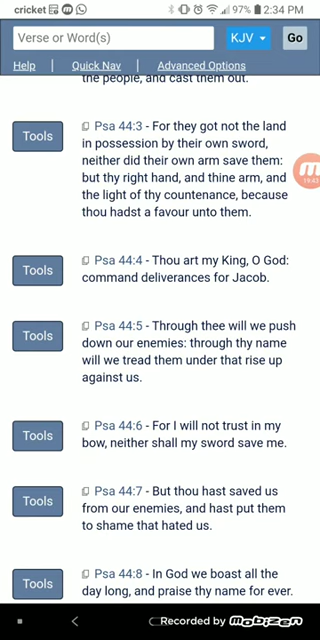 cricket 97% 2:34 PM
Verse or Word(s) KJV Go
Help | Quick Nav | Advanced Options
the people, and cast them out.
Tools
Psa 44:3 - For they got not the land
in possession by their own sword,
neither did their own arm save them:
but thy right hand, and thine arm, and
the light of thy countenance, because
thou hadst a favour unto them.
19:42
Tools
Psa 44:4 - Thou art my King, O God:
command deliverances for Jacob.
Tools
Psa 44:5 - Through thee will we push
down our enemies: through thy name
will we tread them under that rise up
against us.
Tools
Psa 44:6 - For I will not trust in my
bow, neither shall my sword save me.
Tools
Psa 44:7 - But thou hast saved us
from our enemies, and hast put them
to shame that hated us.
Tools
Psa 44:8 - In God we boast all the
day long, and praise thy name for ever.
Recorded by mobizen